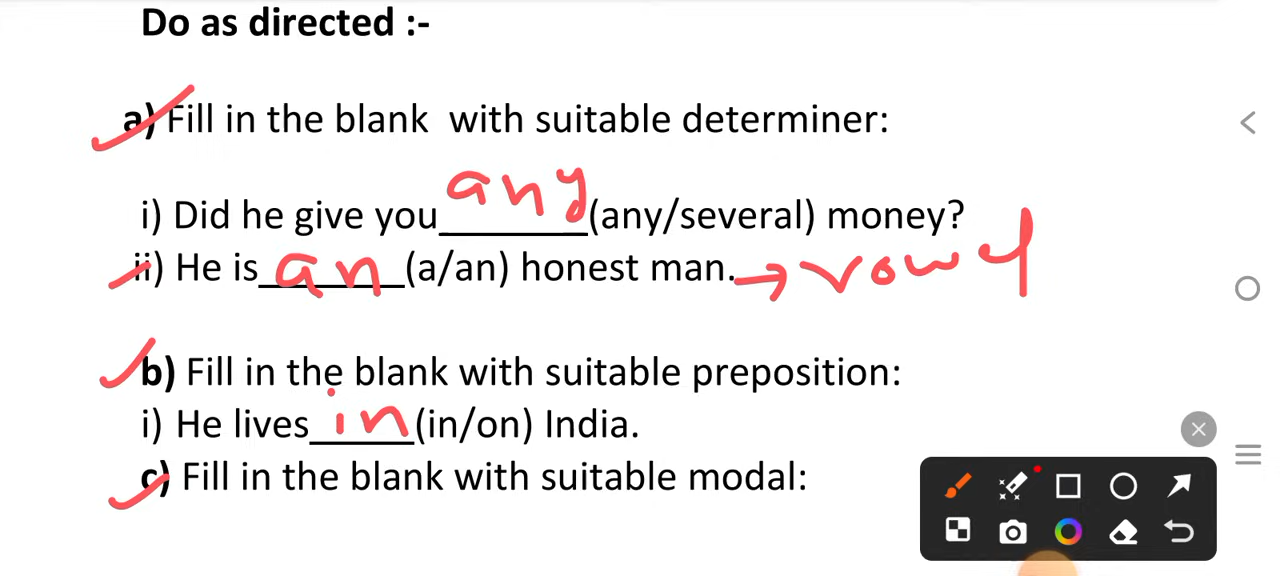 Do as directed :-
a) Fill in the blank with suitable determiner:
i) Did he give you any (any/several) money?
ii) He is an (a/an) honest man. → vowel
b) Fill in the blank with suitable preposition:
i) He lives in (in/on) India.
c) Fill in the blank with suitable modal: